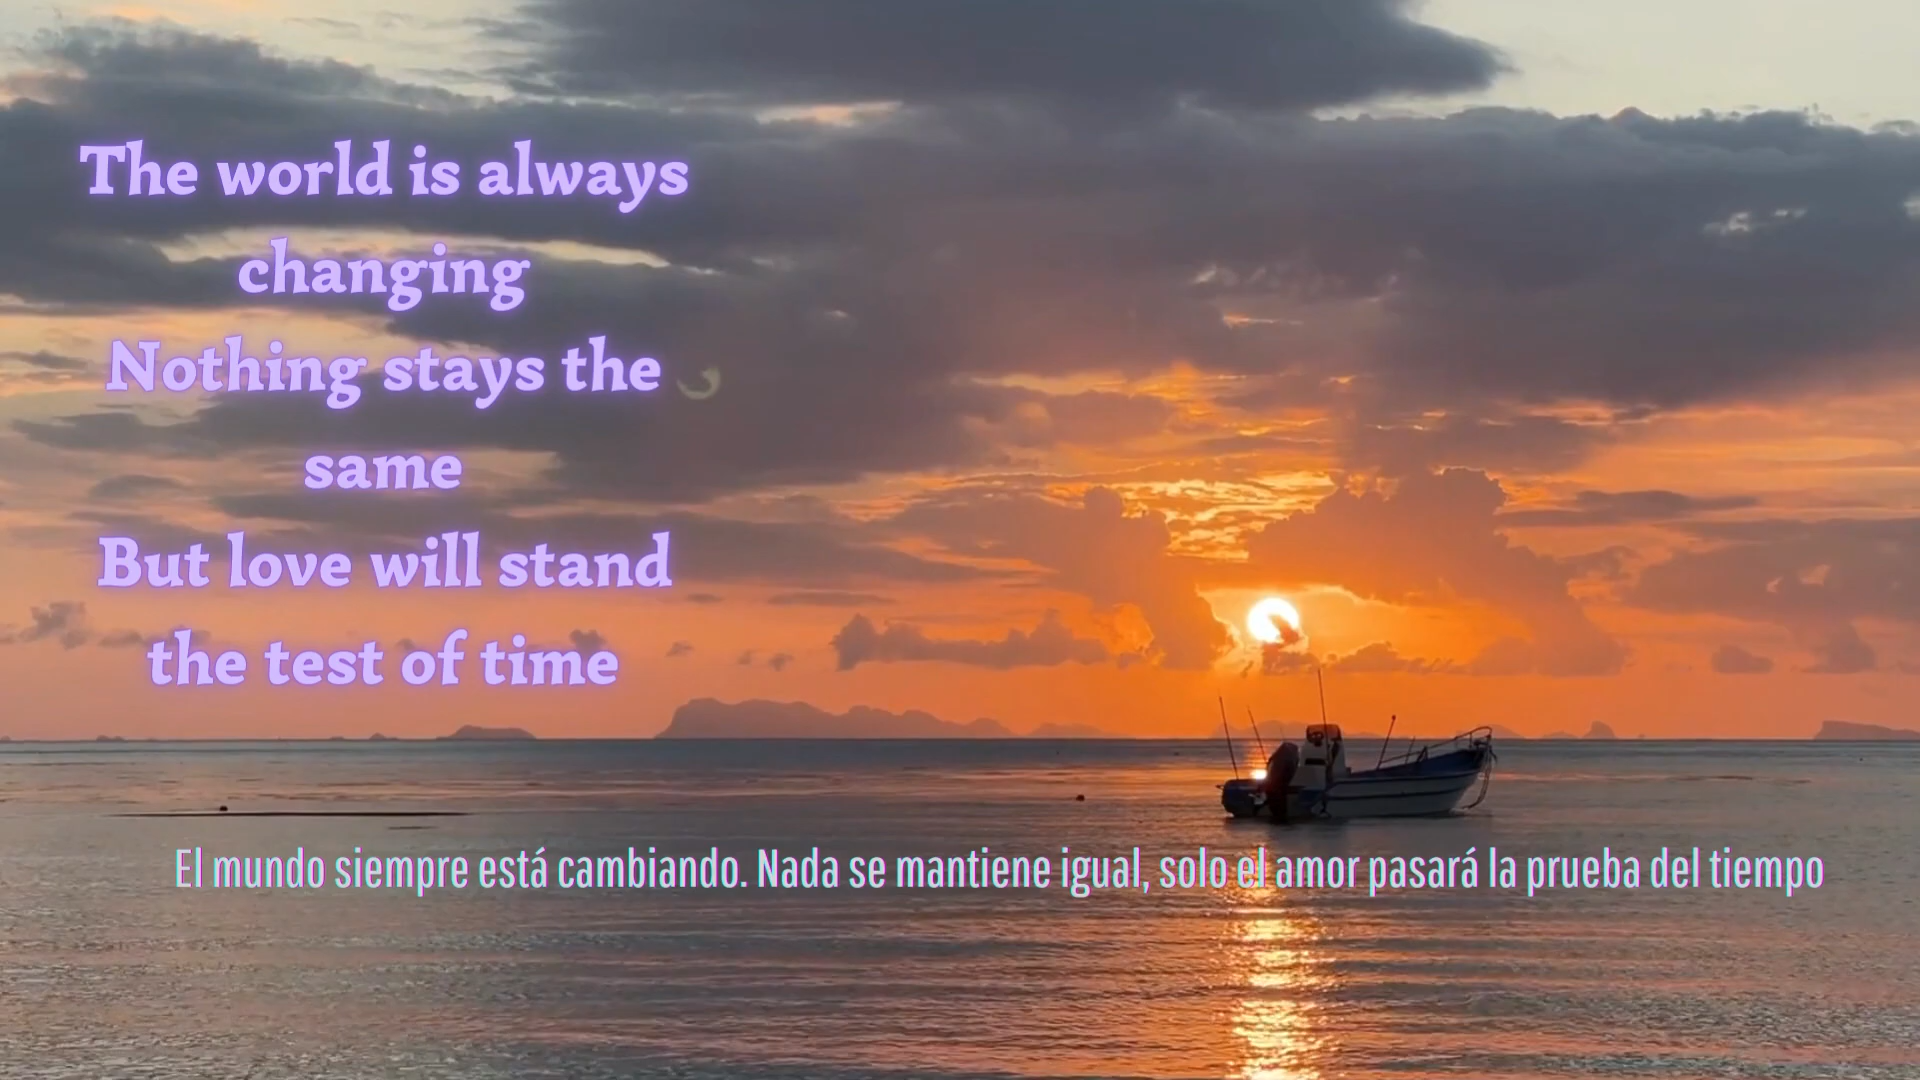 The world is always
changing
Nothing stays the
same
But love will stand
the test of time
El mundo siempre está cambiando. Nada se mantiene igual, solo el amor pasará la prueba del tiempo